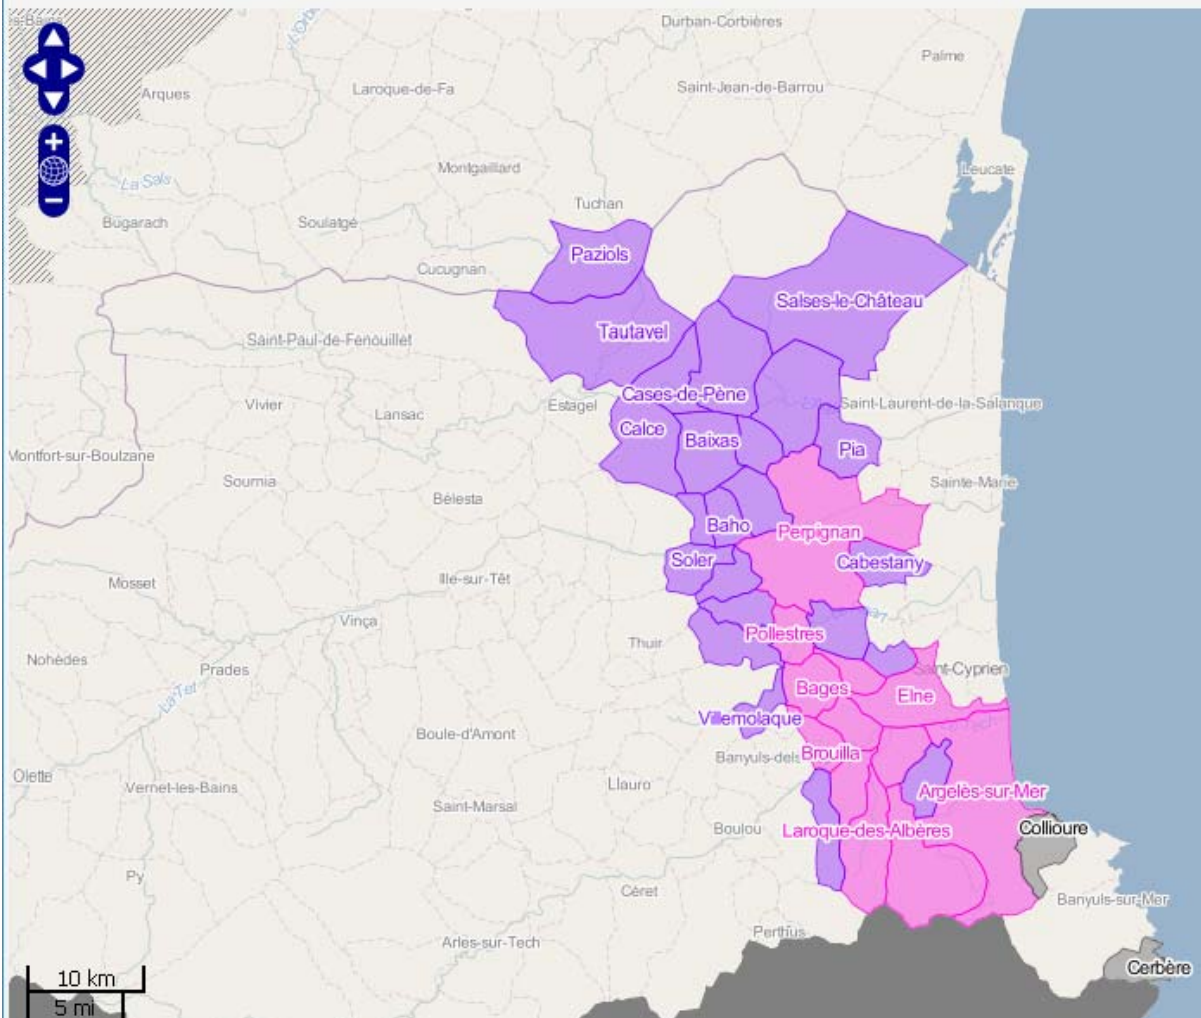 Durban-Corbières
Palme
Arques
Laroque-de-Fa
Saint-Jean-de-Barrou
+
Montgaillard
Leucate
La Sals
−
Tuchan
Bugarach
Soulatgé
Paziols
Cucugnan
Salses-le-Château
Tautavel
Saint-Paul-de-Fenouillet
Cases-de-Pène
Vivier
Lansac
Estagel
Saint-Laurent-de-la-Salanque
Calce
Baixas
Pia
Montfort-sur-Boulzane
Sournia
Bélesta
Sainte-Marie
Baho
Perpignan
Soler
Cabestany
Mosset
Ille-sur-Têt
Vinça
Pollestres
Thuir
Nohèdes
Prades
Saint-Cyprien
La Têt
Bages
Elne
Villemolaque
Boule-d'Amont
Banyuls-dels
Brouilla
Olette
Vernet-les-Bains
Llauro
Argelès-sur-Mer
Saint-Marsal
Boulou
Laroque-des-Albères
Collioure
Py
Céret
Banyuls-sur-Mer
Perthus
Arles-sur-Tech
Cerbère
10 km
5 mi